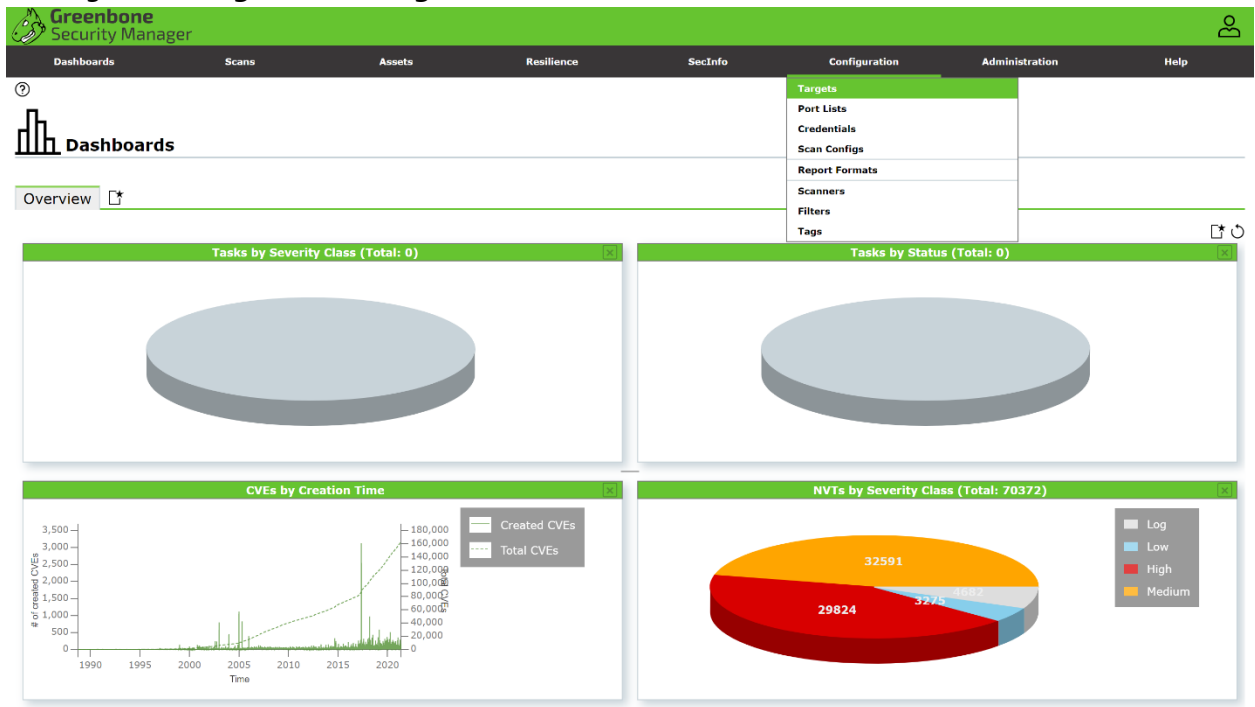 Greenbone
Security Manager
Dashboards Scans Assets Resilience SecInfo Configuration Administration Help
Targets
Port Lists
Credentials
Scan Configs
Report Formats
Scanners
Filters
Tags
Dashboards
Overview
Tasks by Severity Class (Total: 0)
Tasks by Status (Total: 0)
CVEs by Creation Time
3,500
3,000
2,500
2,000
1,500
1,000
500
0
# of created CVEs
180,000
160,000
140,000
120,000
100,000
80,000
60,000
40,000
20,000
0
Total CVEs
1990 1995 2000 2005 2010 2015 2020
Time
Created CVEs
Total CVEs
NVTs by Severity Class (Total: 70372)
32591
4682
3275
29824
Log
Low
High
Medium